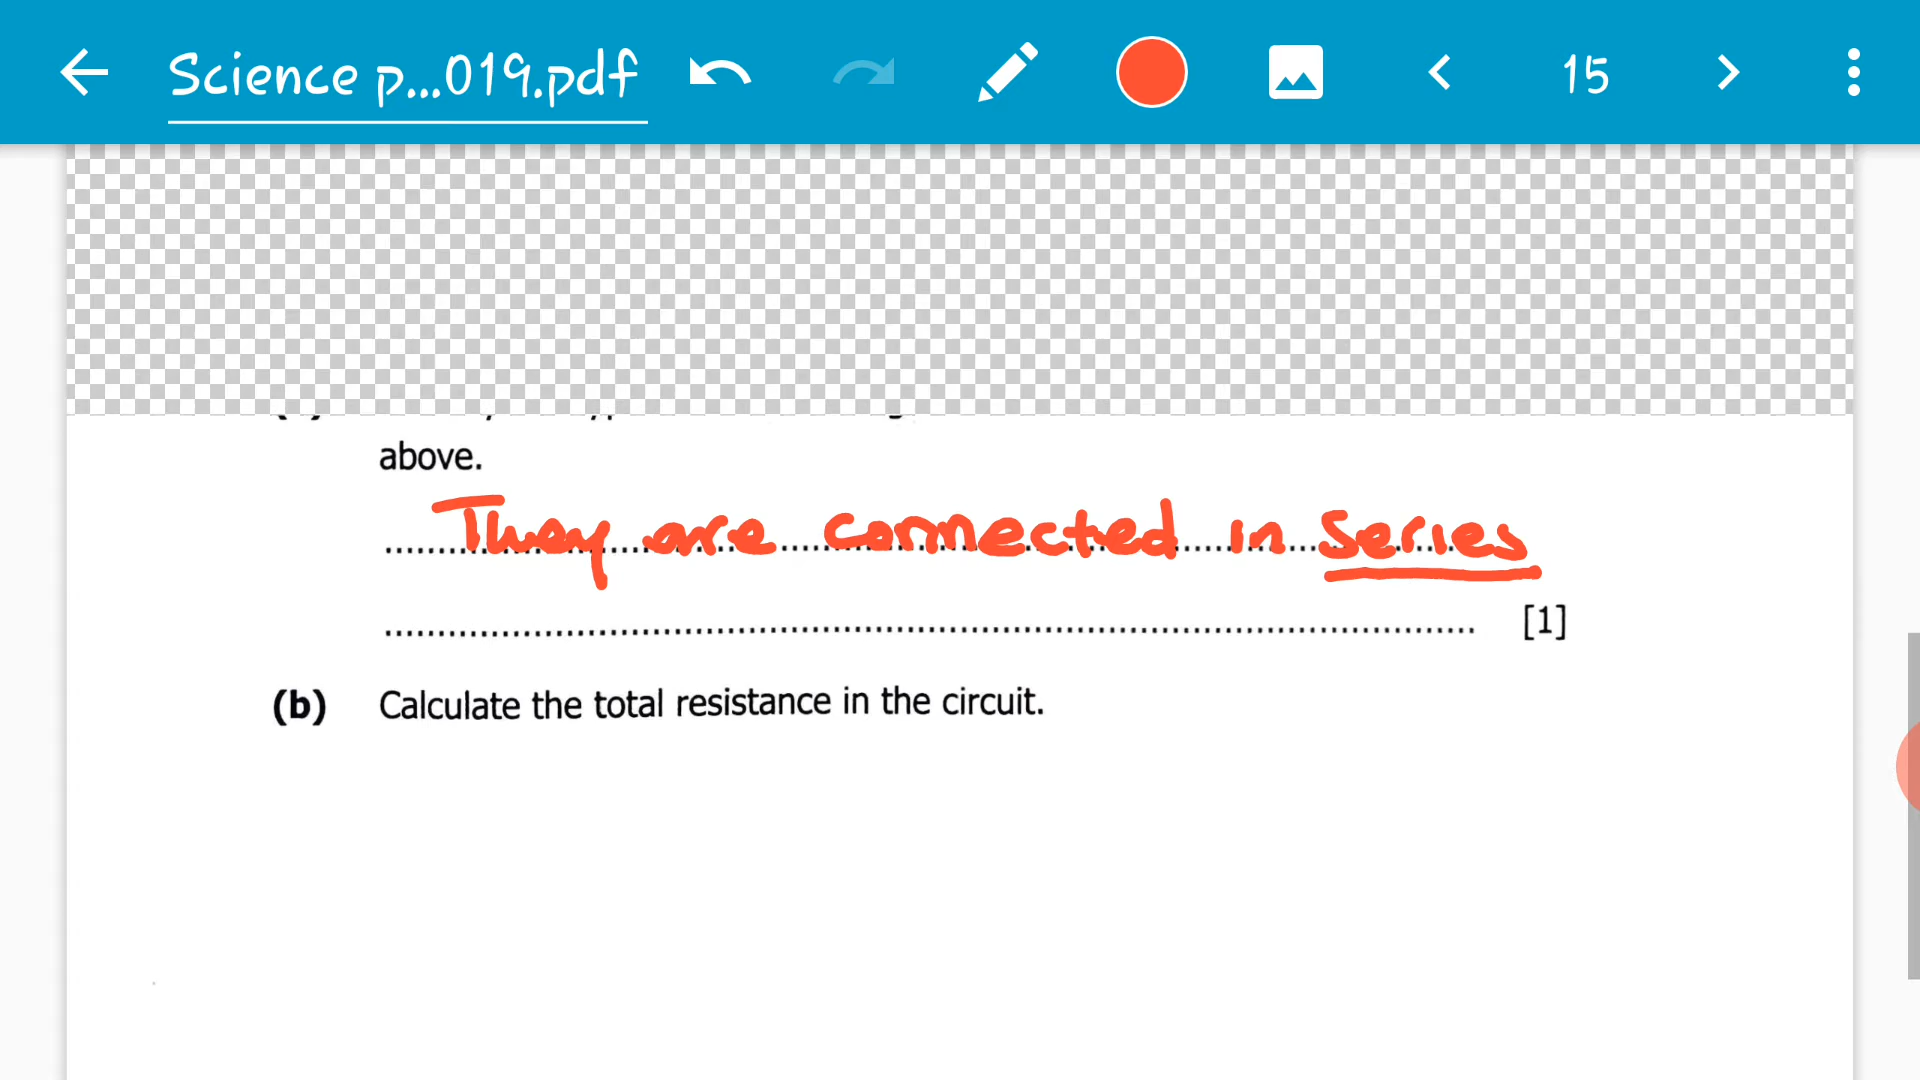 Science p...019.pdf
15
above.
They are connected in Series
[1]
(b) Calculate the total resistance in the circuit.